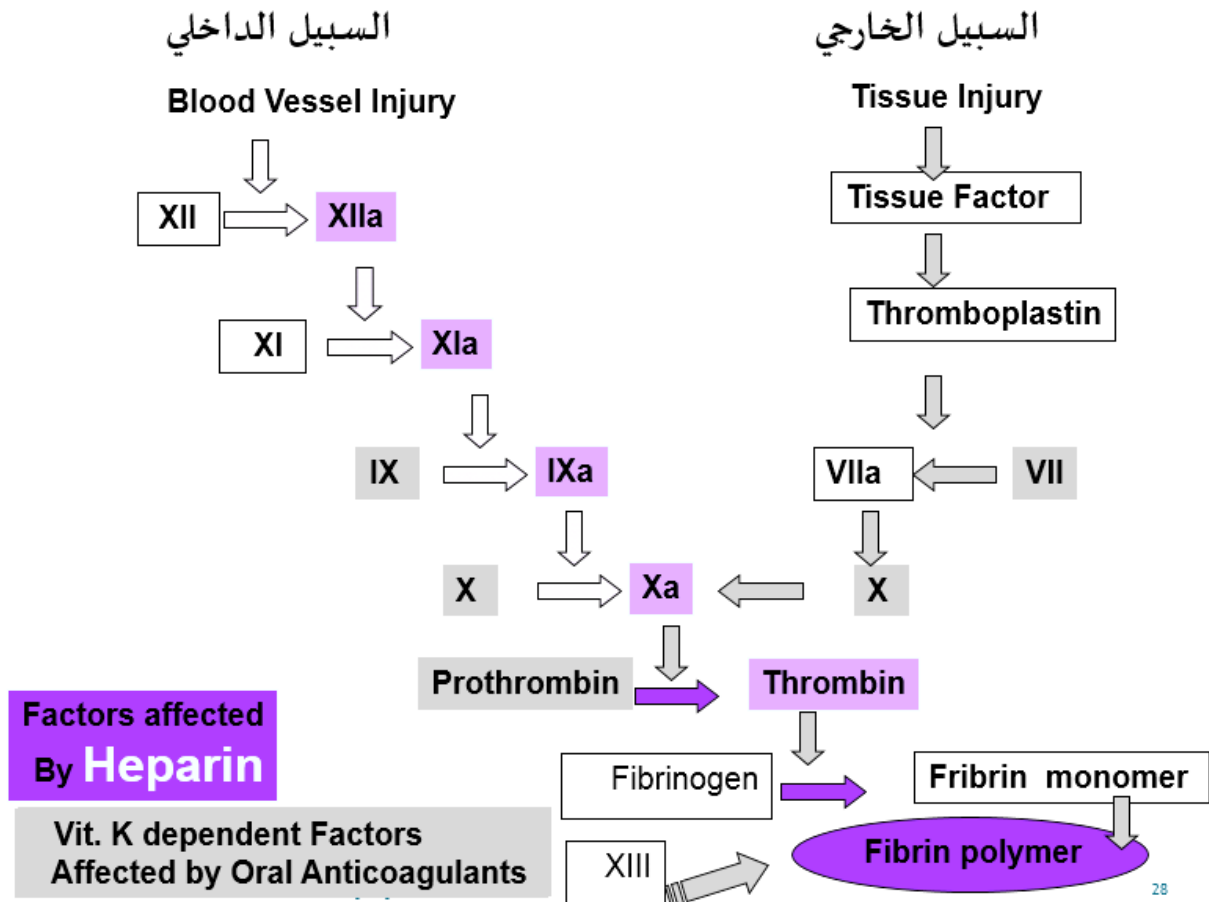 السبيل الداخلي
السبيل الخارجي
Blood Vessel Injury
Tissue Injury
Tissue Factor
XII
XIIa
Thromboplastin
XI
XIa
IX
IXa
VIIa
VII
X
Xa
X
Prothrombin
Thrombin
Factors affected
By Heparin
Fibrinogen
Fribrin monomer
Vit. K dependent Factors
Affected by Oral Anticoagulants
XIII
Fibrin polymer
28